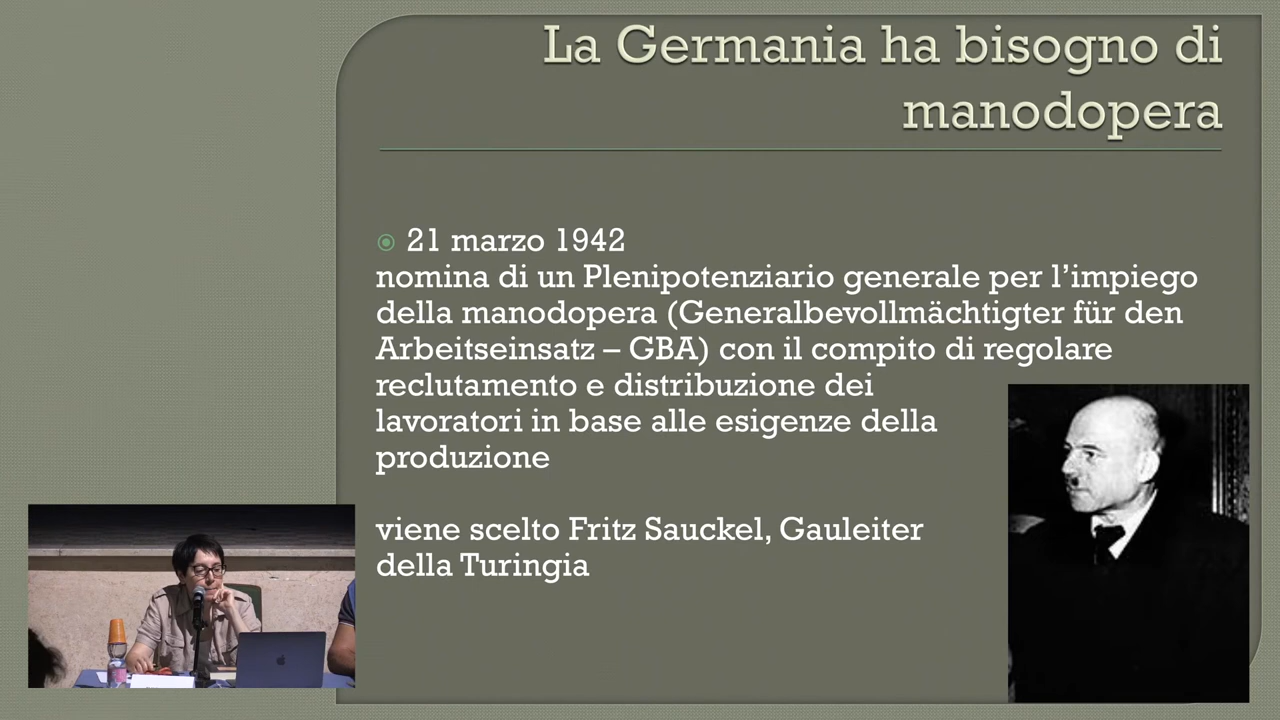 La Germania ha bisogno di
manodopera
21 marzo 1942
nomina di un Plenipotenziario generale per l’impiego
della manodopera (Generalbevollmächtigter für den
Arbeitseinsatz – GBA) con il compito di regolare
reclutamento e distribuzione dei
lavoratori in base alle esigenze della
produzione
viene scelto Fritz Sauckel, Gauleiter
della Turingia